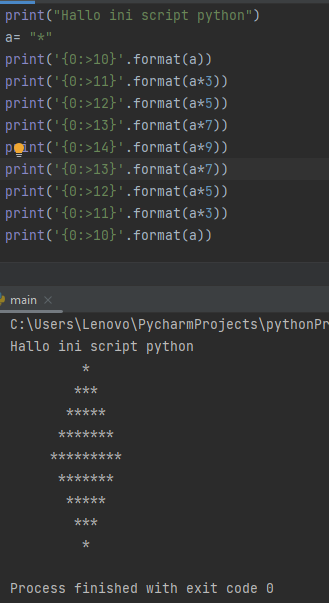 print("Hallo ini script python")
a= "*"
print('{0:>10}'.format(a))
print('{0:>11}'.format(a*3))
print('{0:>12}'.format(a*5))
print('{0:>13}'.format(a*7))
print('{0:>14}'.format(a*9))
print('{0:>13}'.format(a*7))
print('{0:>12}'.format(a*5))
print('{0:>11}'.format(a*3))
print('{0:>10}'.format(a))
main ×
C:\Users\Lenovo\PycharmProjects\pythonPr
Hallo ini script python
         *
        ***
       *****
      *******
     *********
      *******
       *****
        ***
         *
Process finished with exit code 0